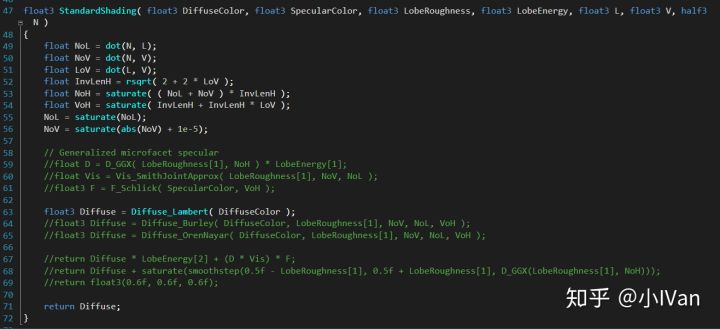 46
47 float3 StandardShading( float3 DiffuseColor, float3 SpecularColor, float3 LobeRoughness, float3 LobeEnergy, float3 L, float3 V, half3
N )
48 {
49 float NoL = dot(N, L);
50 float NoV = dot(N, V);
51 float LoV = dot(L, V);
52 float InvLenH = rsqrt( 2 + 2 * LoV );
53 float NoH = saturate( ( NoL + NoV ) * InvLenH );
54 float VoH = saturate( InvLenH + InvLenH * LoV );
55 NoL = saturate(NoL);
56 NoV = saturate(abs(NoV) + 1e-5);
57
58 // Generalized microfacet specular
59 //float D = D_GGX( LobeRoughness[1], NoH ) * LobeEnergy[1];
60 //float Vis = Vis_SmithJointApprox( LobeRoughness[1], NoV, NoL );
61 //float3 F = F_Schlick( SpecularColor, VoH );
62
63 float3 Diffuse = Diffuse_Lambert( DiffuseColor );
64 //float3 Diffuse = Diffuse_Burley( DiffuseColor, LobeRoughness[1], NoV, NoL, VoH );
65 //float3 Diffuse = Diffuse_OrenNayar( DiffuseColor, LobeRoughness[1], NoV, NoL, VoH );
66
67 //return Diffuse * LobeEnergy[2] + (D * Vis) * F;
68 //return Diffuse + saturate(smoothstep(0.5f - LobeRoughness[1], 0.5f + LobeRoughness[1], D_GGX(LobeRoughness[1], NoH)));
69 //return float3(0.6f, 0.6f, 0.6f);
70
71 return Diffuse;
72 }
知乎 @小IVan